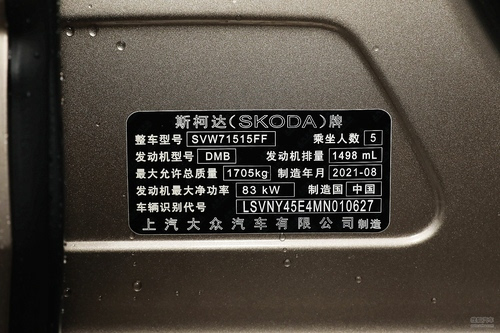 斯柯达(SKODA)牌
整车型号 SVW71515FF 乘坐人数 5
发动机型号 DMB 发动机排量 1498 mL
最大允许总质量 1705kg 制造年月 2021-08
发动机最大净功率 83 kW 制造国 中国
车辆识别代号 LSVNY45E4MN010627
上汽大众汽车有限公司制造